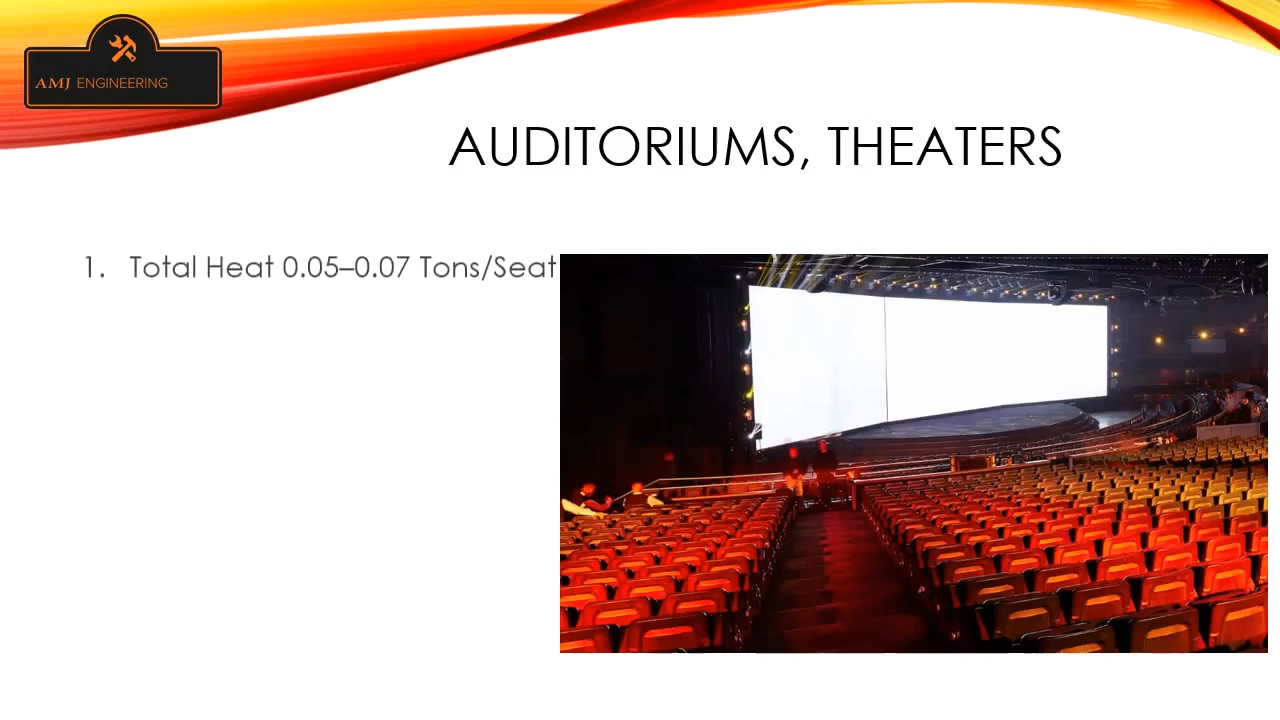 AMJ ENGINEERING
AUDITORIUMS, THEATERS
1. Total Heat 0.05–0.07 Tons/Seat